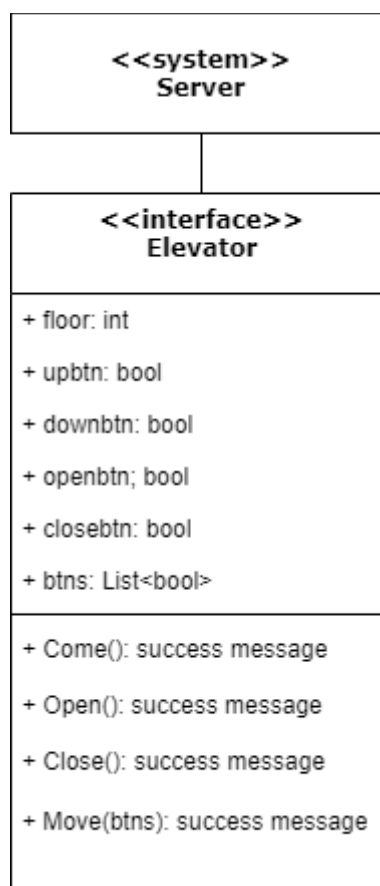 <<system>>
Server
<<interface>>
Elevator
+ floor: int
+ upbtn: bool
+ downbtn: bool
+ openbtn; bool
+ closebtn: bool
+ btns: List<bool>
+ Come(): success message
+ Open(): success message
+ Close(): success message
+ Move(btns): success message